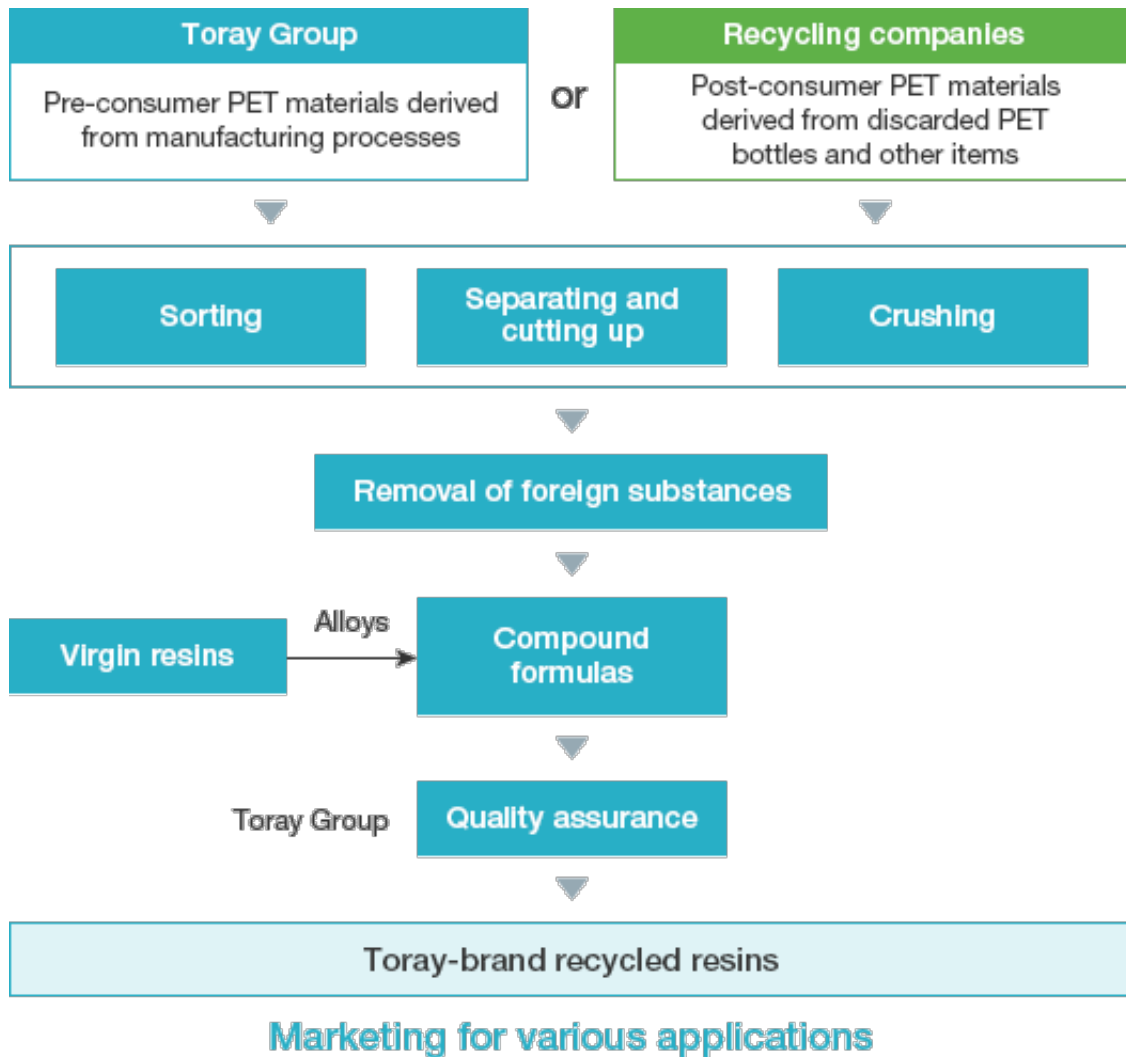 Toray Group
Pre-consumer PET materials derived
from manufacturing processes
or
Recycling companies
Post-consumer PET materials
derived from discarded PET
bottles and other items
Sorting
Separating and
cutting up
Crushing
Removal of foreign substances
Virgin resins
Alloys
Compound
formulas
Toray Group
Quality assurance
Toray-brand recycled resins
Marketing for various applications